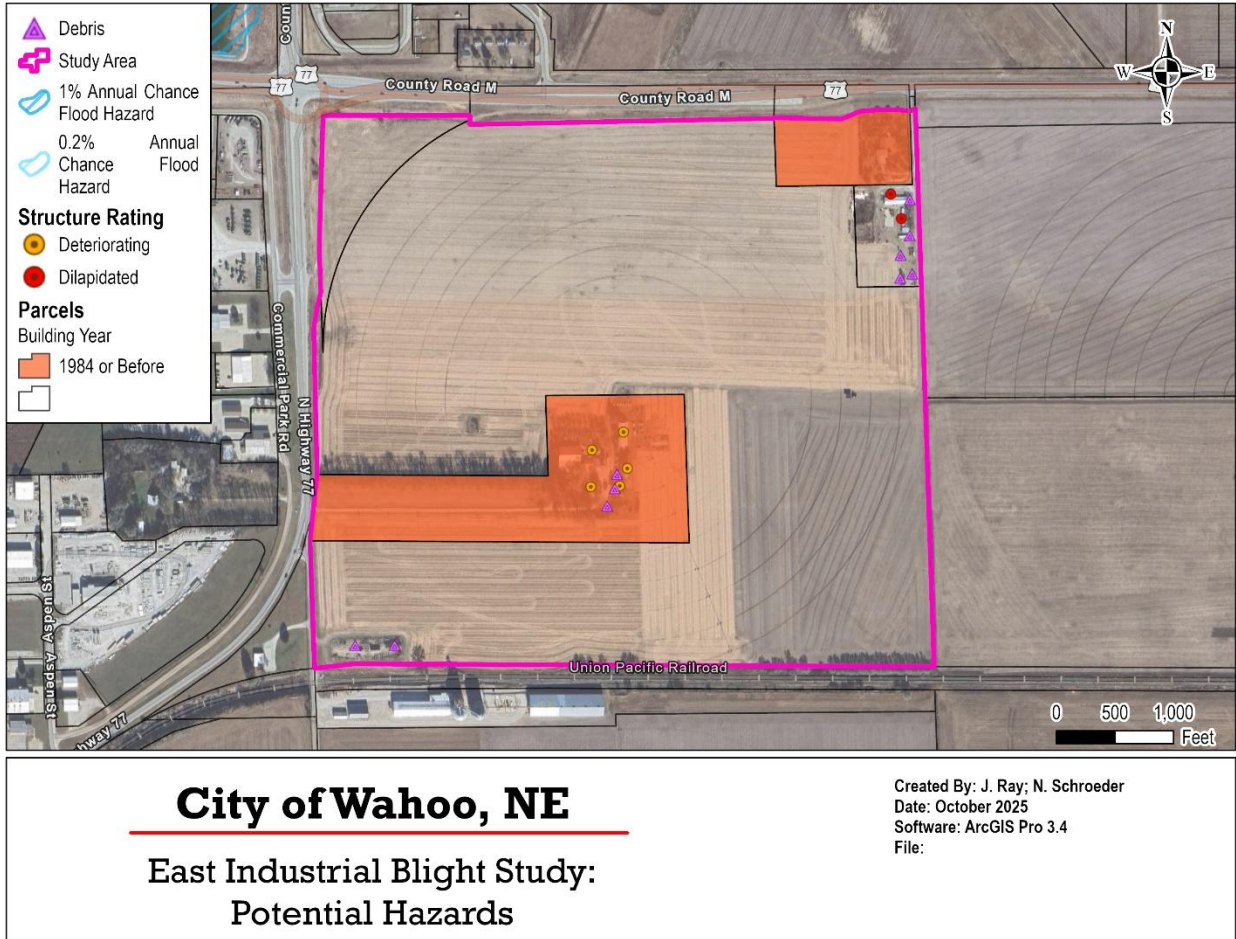 Debris
Study Area
1% Annual Chance
Flood Hazard
0.2% Annual
Chance Flood
Hazard
Structure Rating
Deteriorating
Dilapidated
Parcels
Building Year
1984 or Before
Coun
77
77
County Road M
County Road M
77
N
W E
S
Commercial Park Rd
N Highway 77
S Aspen St
Aspen St
hway 77
Union Pacific Railroad
0 500 1,000
Feet
City of Wahoo, NE
East Industrial Blight Study:
Potential Hazards
Created By: J. Ray; N. Schroeder
Date: October 2025
Software: ArcGIS Pro 3.4
File: